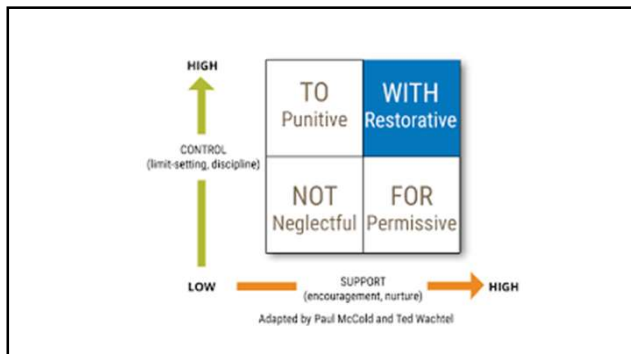 HIGH
TO
Punitive
WITH
Restorative
CONTROL
(limit-setting, discipline)
NOT
Neglectful
FOR
Permissive
LOW
SUPPORT
(encouragement, nurture)
HIGH
Adapted by Paul McCold and Ted Wachtel